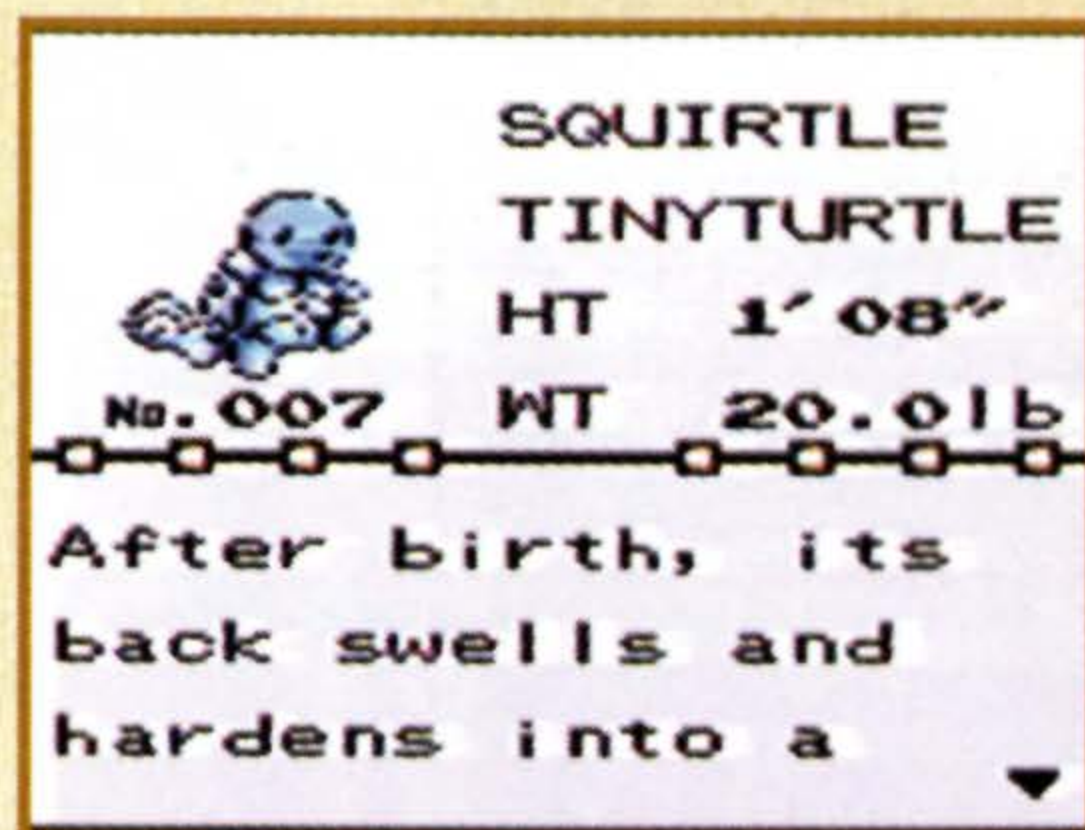 SQUIRTLE
TINYTURTLE
HT 1′08″
WT 20.0lb
No.007
After birth, its
back swells and
hardens into a